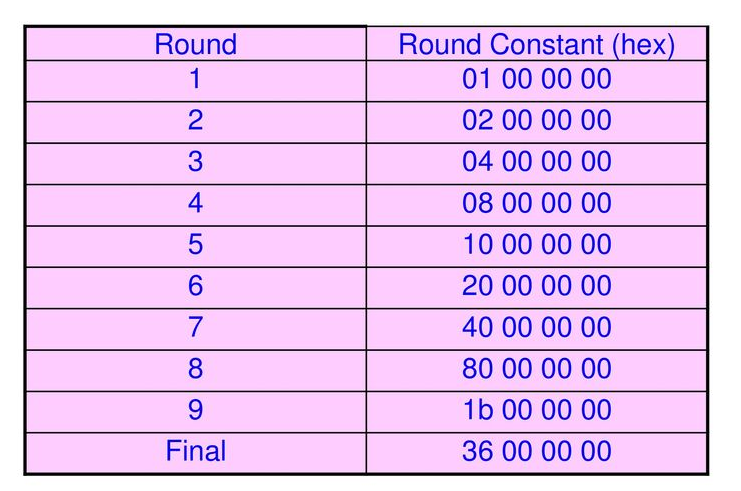 Round Round Constant (hex)
1 01 00 00 00
2 02 00 00 00
3 04 00 00 00
4 08 00 00 00
5 10 00 00 00
6 20 00 00 00
7 40 00 00 00
8 80 00 00 00
9 1b 00 00 00
Final 36 00 00 00